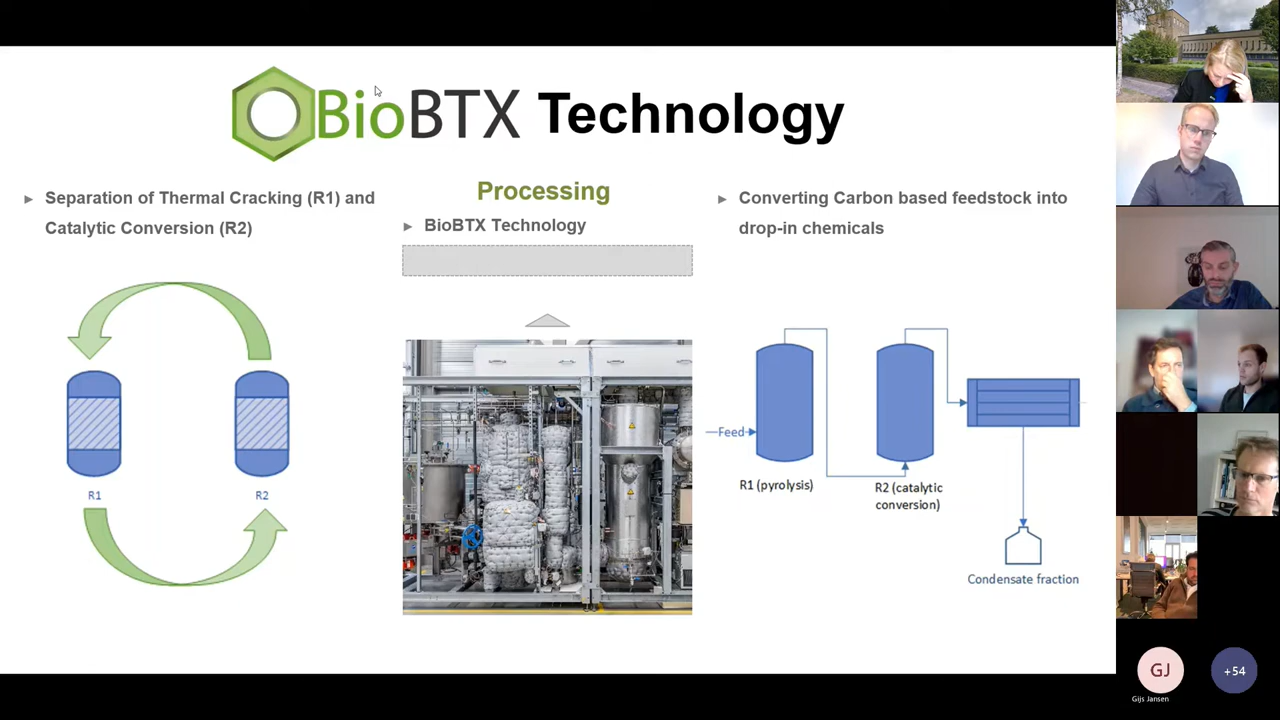 BioBTX Technology
Separation of Thermal Cracking (R1) and
Catalytic Conversion (R2)
R1
R2
Processing
BioBTX Technology
Converting Carbon based feedstock into
drop-in chemicals
Feed
R1 (pyrolysis)
R2 (catalytic
conversion)
Condensate fraction
GJ
Gijs Jansen
+54